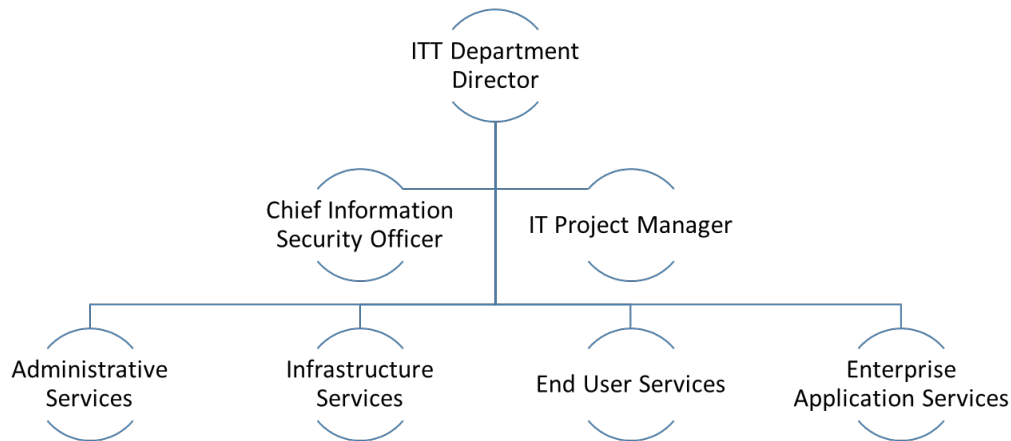 ITT Department
Director
Chief Information
Security Officer
IT Project Manager
Administrative
Services
Infrastructure
Services
End User Services
Enterprise
Application Services